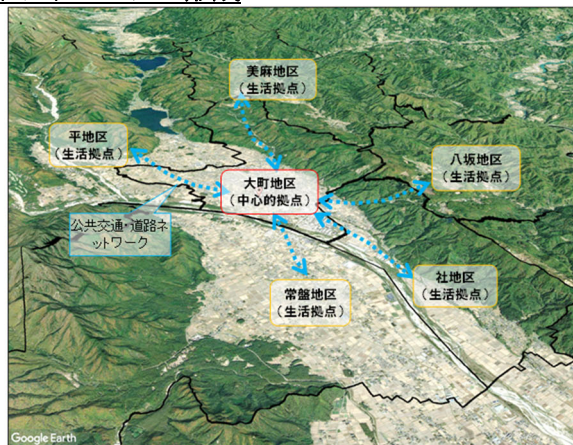 美麻地区
（生活拠点）
平地区
（生活拠点）
八坂地区
（生活拠点）
大町地区
（中心的拠点）
公共交通・道路ネ
ットワーク
社地区
（生活拠点）
常盤地区
（生活拠点）
Google Earth